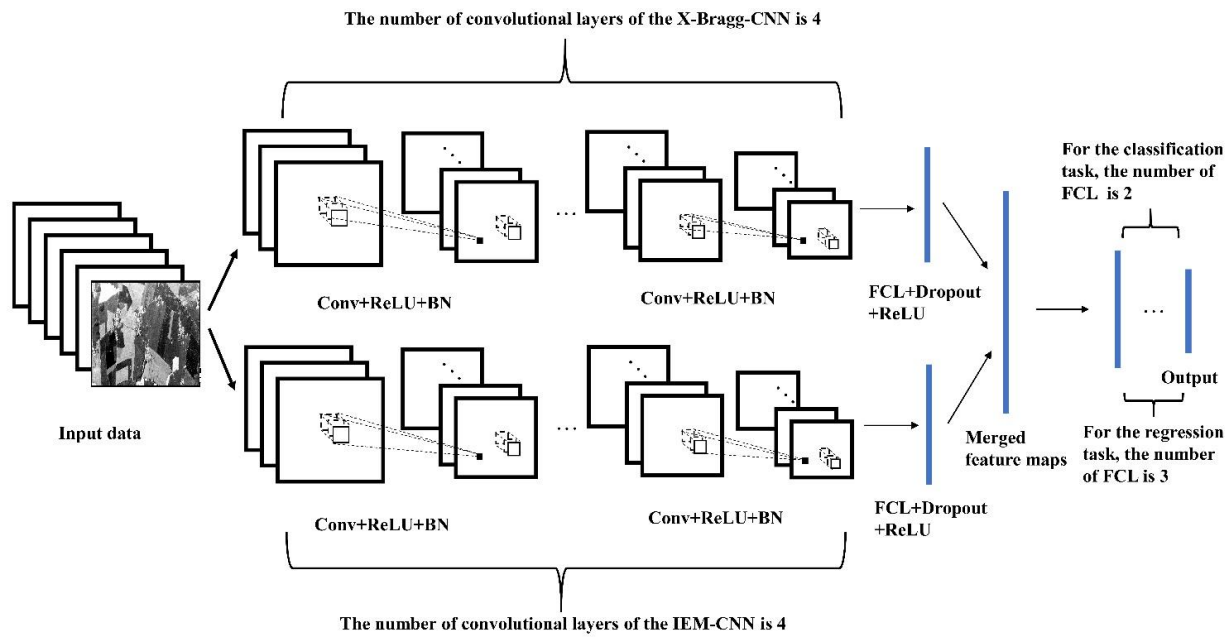 The number of convolutional layers of the X-Bragg-CNN is 4
For the classification
task, the number of
FCL is 2
...
Conv+ReLU+BN
Conv+ReLU+BN
FCL+Dropout
+ReLU
...
Output
Input data
...
Merged
feature maps
For the regression
task, the number
of FCL is 3
Conv+ReLU+BN
Conv+ReLU+BN
FCL+Dropout
+ReLU
The number of convolutional layers of the IEM-CNN is 4